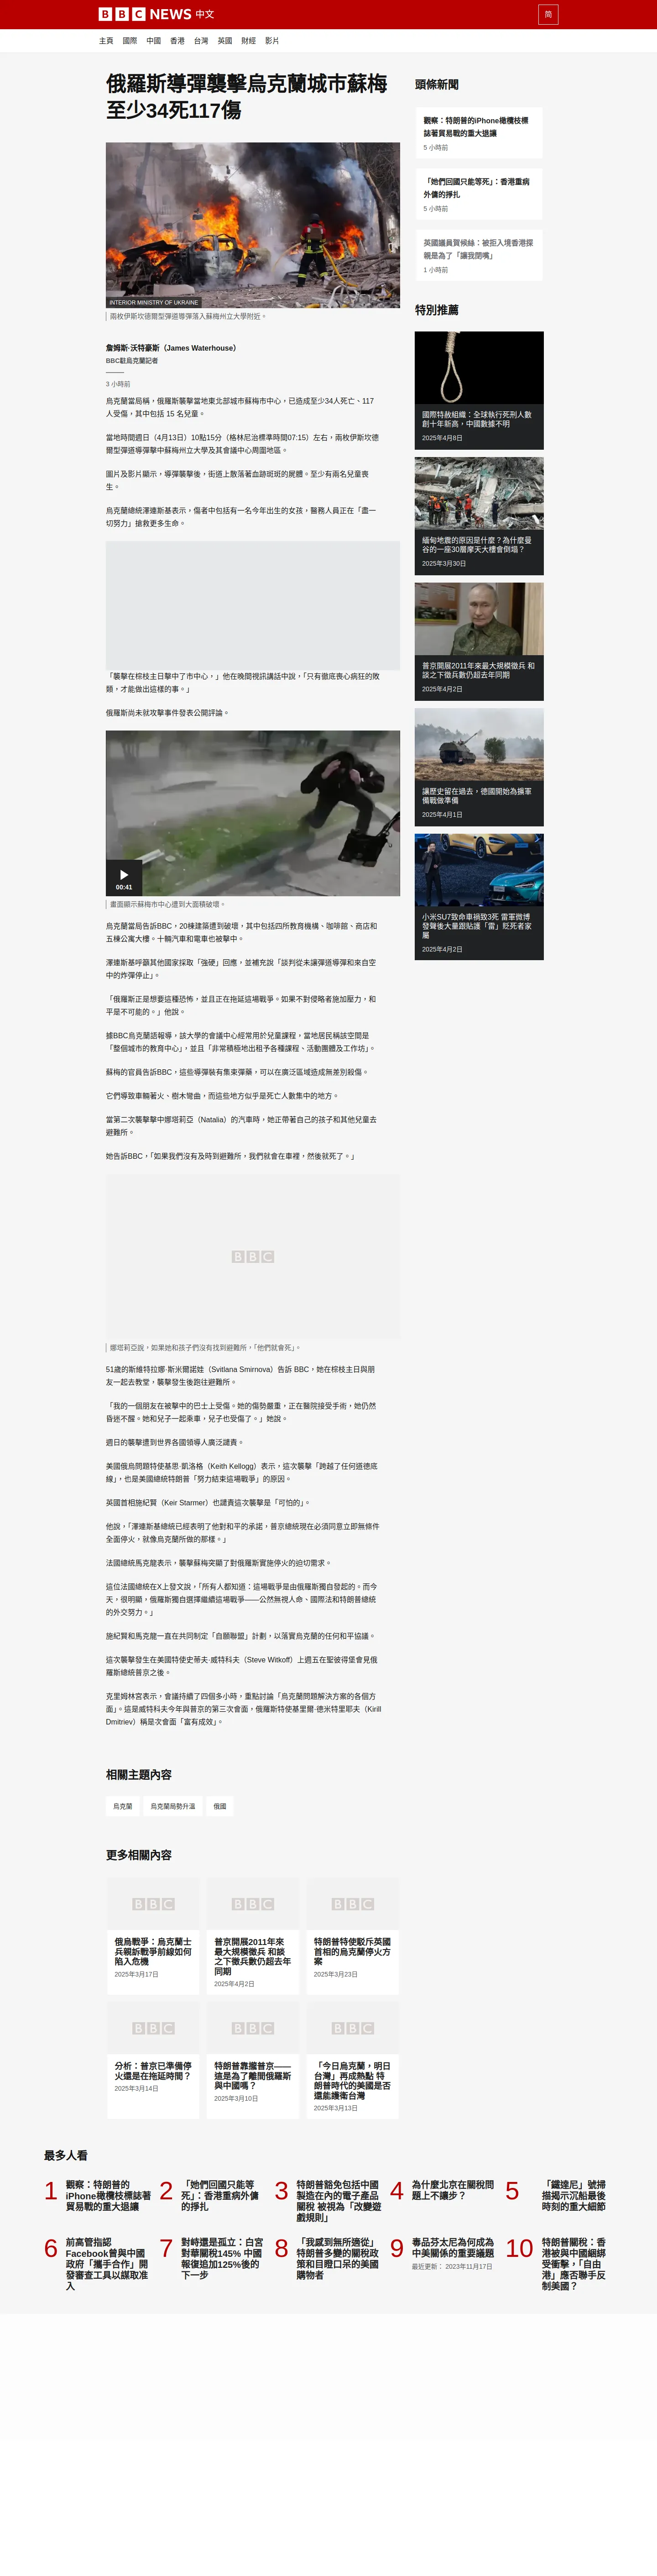 BBC NEWS 中文
简
主頁 國際 中國 香港 台灣 英國 財經 影片
俄羅斯導彈襲擊烏克蘭城市蘇梅
至少34死117傷
INTERIOR MINISTRY OF UKRAINE
兩枚伊斯坎德爾型彈道導彈落入蘇梅州立大學附近。
詹姆斯·沃特豪斯（James Waterhouse）
BBC駐烏克蘭記者
3 小時前
烏克蘭當局稱，俄羅斯襲擊當地東北部城市蘇梅市中心，已造成至少34人死亡、117
人受傷，其中包括 15 名兒童。
當地時間週日（4月13日）10點15分（格林尼治標準時間07:15）左右，兩枚伊斯坎德
爾型彈道導彈擊中蘇梅州立大學及其會議中心周圍地區。
圖片及影片顯示，導彈襲擊後，街道上散落著血跡斑斑的屍體。至少有兩名兒童喪
生。
烏克蘭總統澤連斯基表示，傷者中包括有一名今年出生的女孩，醫務人員正在「盡一
切努力」搶救更多生命。
「襲擊在棕枝主日擊中了市中心，」他在晚間視訊講話中說，「只有徹底喪心病狂的敗
類，才能做出這樣的事。」
俄羅斯尚未就攻擊事件發表公開評論。
00:41
畫面顯示蘇梅市中心遭到大面積破壞。
烏克蘭當局告訴BBC，20棟建築遭到破壞，其中包括四所教育機構、咖啡館、商店和
五棟公寓大樓。十輛汽車和電車也被擊中。
澤連斯基呼籲其他國家採取「強硬」回應，並補充說「談判從未讓彈道導彈和來自空
中的炸彈停止」。
「俄羅斯正是想要這種恐怖，並且正在拖延這場戰爭。如果不對侵略者施加壓力，和
平是不可能的。」他說。
據BBC烏克蘭語報導，該大學的會議中心經常用於兒童課程，當地居民稱該空間是
「整個城市的教育中心」，並且「非常積極地出租予各種課程、活動團體及工作坊」。
蘇梅的官員告訴BBC，這些導彈裝有集束彈藥，可以在廣泛區域造成無差別殺傷。
它們導致車輛著火、樹木彎曲，而這些地方似乎是死亡人數集中的地方。
當第二次襲擊擊中娜塔莉亞（Natalia）的汽車時，她正帶著自己的孩子和其他兒童去
避難所。
她告訴BBC，「如果我們沒有及時到避難所，我們就會在車裡，然後就死了。」
BBC
娜塔莉亞說，如果她和孩子們沒有找到避難所，「他們就會死」。
51歲的斯維特拉娜·斯米爾諾娃（Svitlana Smirnova）告訴 BBC，她在棕枝主日與朋
友一起去教堂，襲擊發生後跑往避難所。
「我的一個朋友在被擊中的巴士上受傷。她的傷勢嚴重，正在醫院接受手術，她仍然
昏迷不醒。她和兒子一起乘車，兒子也受傷了。」她說。
週日的襲擊遭到世界各國領導人廣泛譴責。
美國俄烏問題特使基思·凱洛格（Keith Kellogg）表示，這次襲擊「跨越了任何道德底
線」，也是美國總統特朗普「努力結束這場戰爭」的原因。
英國首相施紀賢（Keir Starmer）也譴責這次襲擊是「可怕的」。
他說，「澤連斯基總統已經表明了他對和平的承諾，普京總統現在必須同意立即無條件
全面停火，就像烏克蘭所做的那樣。」
法國總統馬克龍表示，襲擊蘇梅突顯了對俄羅斯實施停火的迫切需求。
這位法國總統在X上發文說，「所有人都知道：這場戰爭是由俄羅斯獨自發起的。而今
天，很明顯，俄羅斯獨自選擇繼續這場戰爭——公然無視人命、國際法和特朗普總統
的外交努力。」
施紀賢和馬克龍一直在共同制定「自願聯盟」計劃，以落實烏克蘭的任何和平協議。
這次襲擊發生在美國特使史蒂夫·威特科夫（Steve Witkoff）上週五在聖彼得堡會見俄
羅斯總統普京之後。
克里姆林宮表示，會議持續了四個多小時，重點討論「烏克蘭問題解決方案的各個方
面」。這是威特科夫今年與普京的第三次會面，俄羅斯特使基里爾·德米特里耶夫（Kirill
Dmitriev）稱是次會面「富有成效」。
相關主題內容
烏克蘭 烏克蘭局勢升溫 俄國
更多相關內容
BBC
俄烏戰爭：烏克蘭士
兵親訴戰爭前線如何
陷入危機
2025年3月17日
BBC
普京開展2011年來
最大規模徵兵 和談
之下徵兵數仍超去年
同期
2025年4月2日
BBC
特朗普特使駁斥英國
首相的烏克蘭停火方
案
2025年3月23日
BBC
分析：普京已準備停
火還是在拖延時間？
2025年3月14日
BBC
特朗普靠攏普京——
這是為了離間俄羅斯
與中國嗎？
2025年3月10日
BBC
「今日烏克蘭，明日
台灣」再成熱點 特
朗普時代的美國是否
還能護衛台灣
2025年3月13日
頭條新聞
觀察：特朗普的iPhone橄欖枝標
誌著貿易戰的重大退讓
5 小時前
「她們回國只能等死」：香港重病
外傭的掙扎
5 小時前
英國議員賀候絲：被拒入境香港探
親是為了「讓我閉嘴」
1 小時前
特別推薦
國際特赦組織：全球執行死刑人數
創十年新高，中國數據不明
2025年4月8日
緬甸地震的原因是什麼？為什麼曼
谷的一座30層摩天大樓會倒塌？
2025年3月30日
普京開展2011年來最大規模徵兵 和
談之下徵兵數仍超去年同期
2025年4月2日
讓歷史留在過去，德國開始為擴軍
備戰做準備
2025年4月1日
小米SU7致命車禍致3死 雷軍微博
發聲後大量跟貼護「雷」貶死者家
屬
2025年4月2日
最多人看
1 觀察：特朗普的
iPhone橄欖枝標誌著
貿易戰的重大退讓
2 「她們回國只能等
死」：香港重病外傭
的掙扎
3 特朗普豁免包括中國
製造在內的電子產品
關稅 被視為「改變遊
戲規則」
4 為什麼北京在關稅問
題上不讓步？
5 「鐵達尼」號掃
描揭示沉船最後
時刻的重大細節
6 前高管指認
Facebook曾與中國
政府「攜手合作」開
發審查工具以謀取准
入
7 對峙還是孤立：白宮
對華關稅145% 中國
報復追加125%後的
下一步
8 「我感到無所適從」
特朗普多變的關稅政
策和目瞪口呆的美國
購物者
9 毒品芬太尼為何成為
中美關係的重要議題
最近更新： 2023年11月17日
10 特朗普關稅：香
港被與中國綑綁
受衝擊，「自由
港」應否聯手反
制美國？